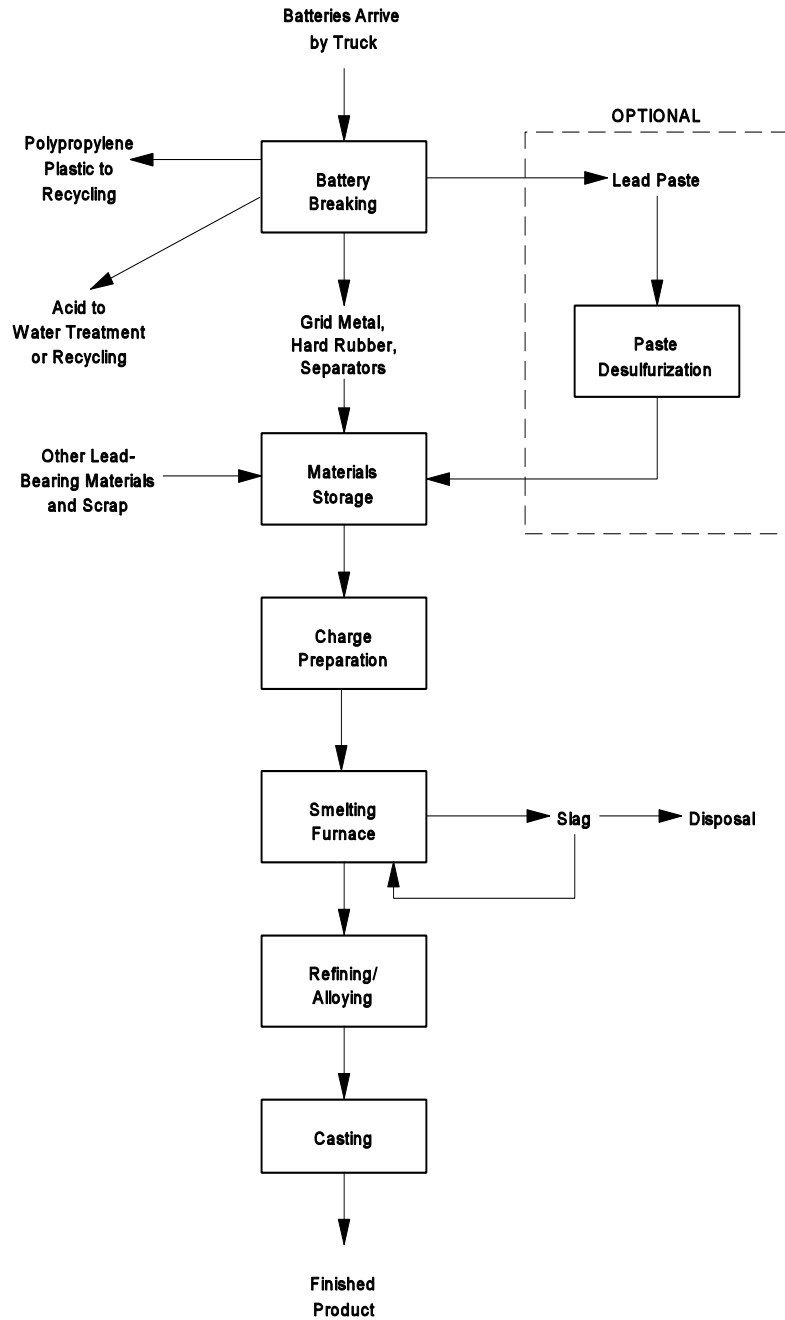 Batteries Arrive
by Truck
OPTIONAL
Polypropylene
Plastic to
Recycling
Battery
Breaking
Lead Paste
Acid to
Water Treatment
or Recycling
Grid Metal,
Hard Rubber,
Separators
Paste
Desulfurization
Other Lead-
Bearing Materials
and Scrap
Materials
Storage
Charge
Preparation
Smelting
Furnace
Slag
Disposal
Refining/
Alloying
Casting
Finished
Product